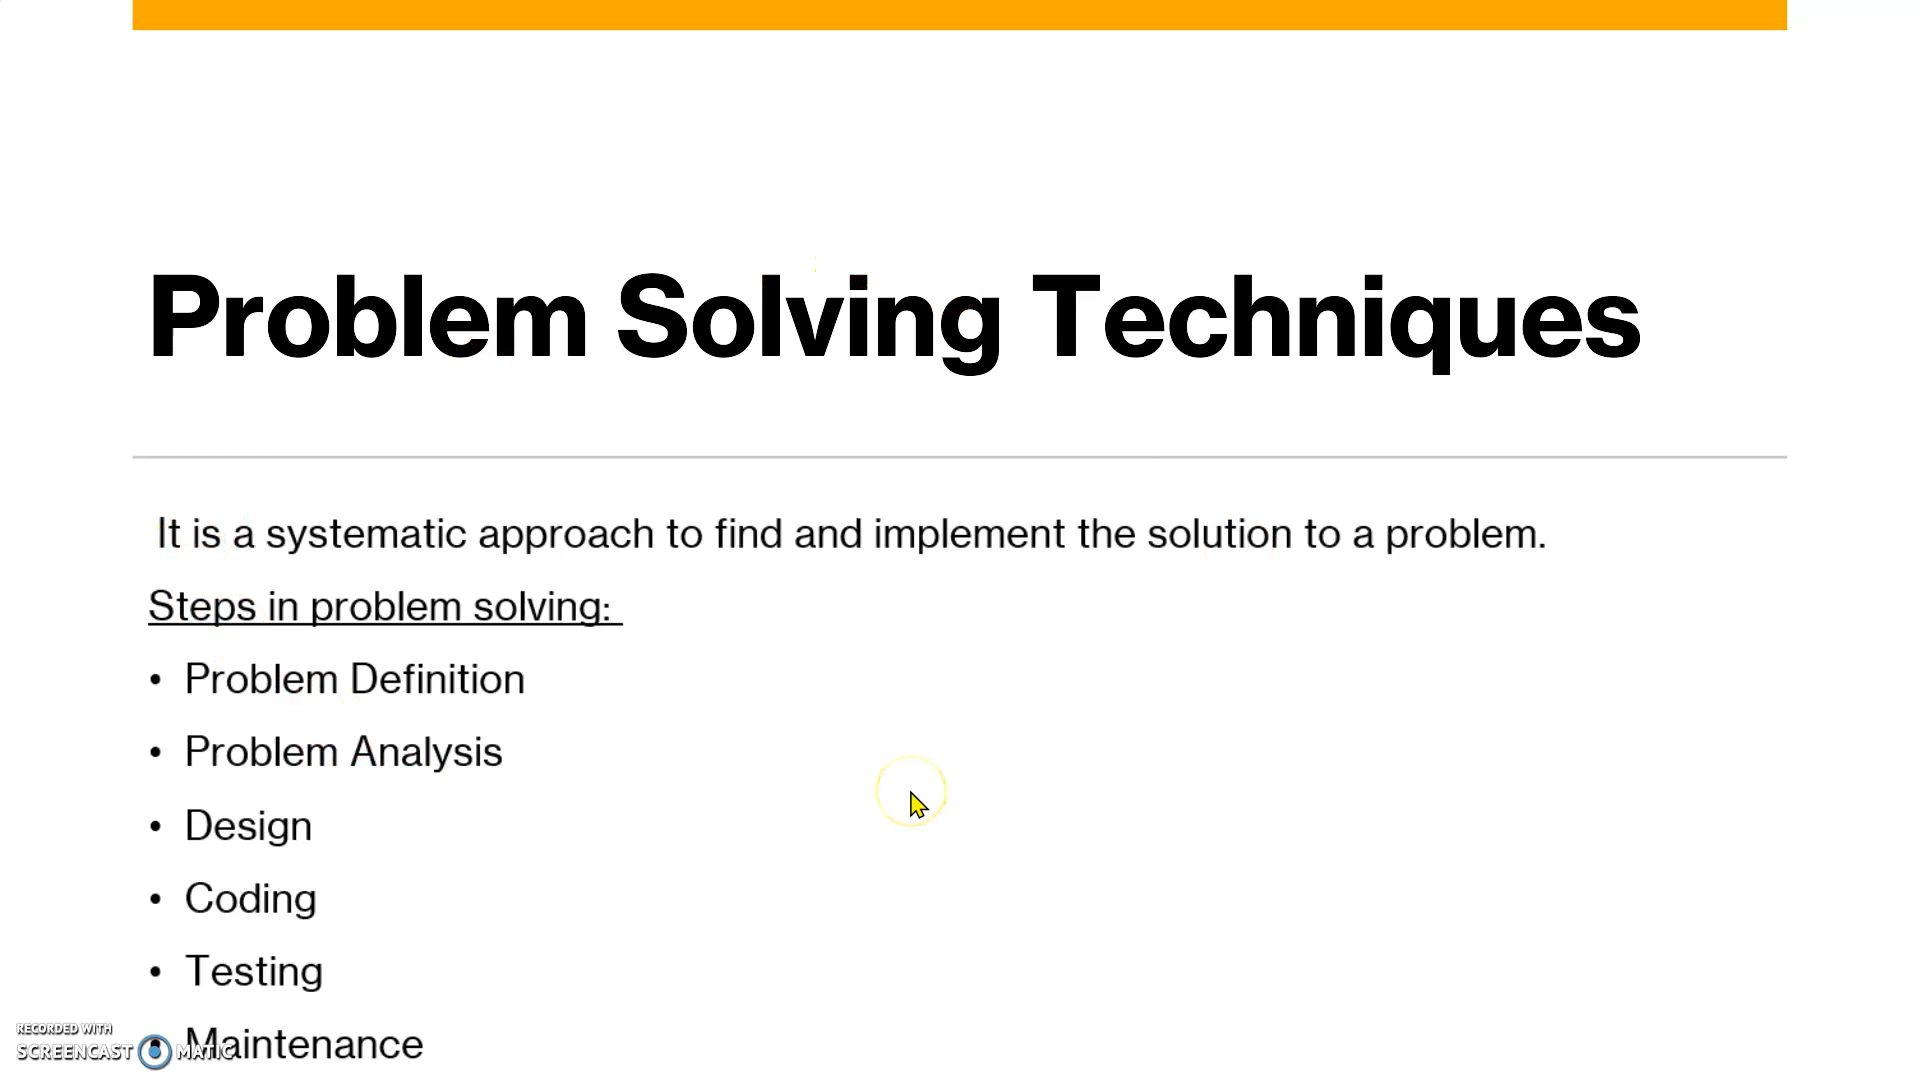 Problem Solving Techniques
It is a systematic approach to find and implement the solution to a problem.
Steps in problem solving:
• Problem Definition
• Problem Analysis
• Design
• Coding
• Testing
• Maintenance
RECORDED WITH
SCREENCAST MATIC